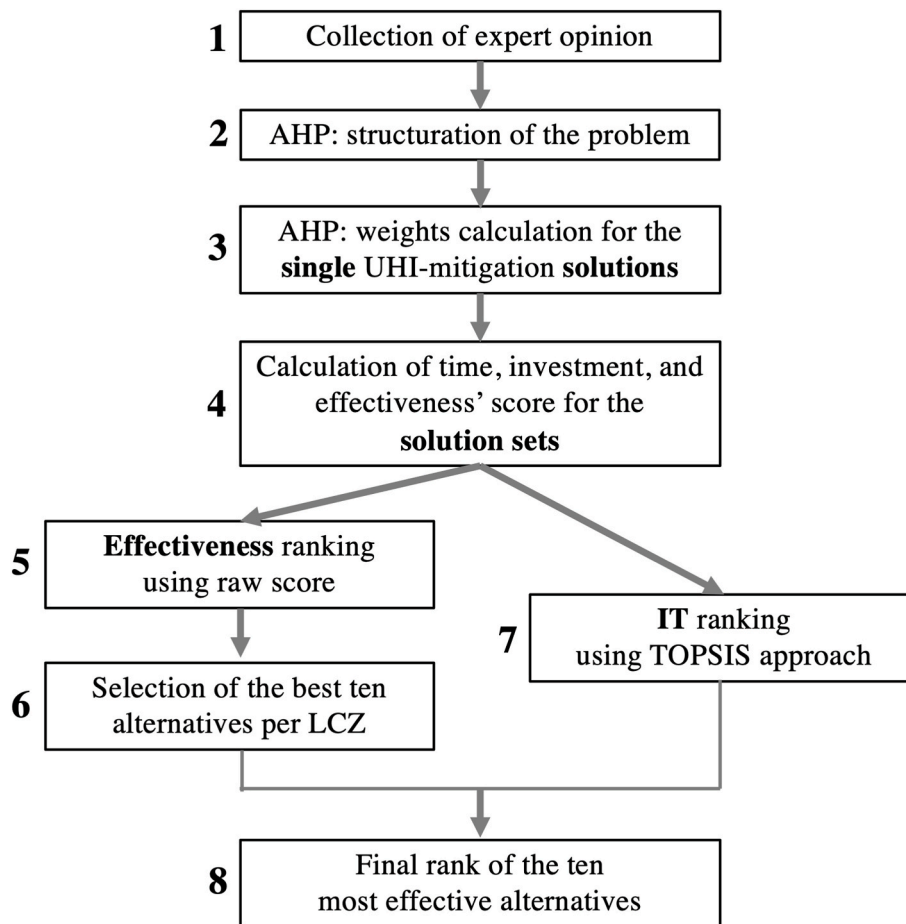 1
Collection of expert opinion
2
AHP: structuration of the problem
3
AHP: weights calculation for the
single UHI-mitigation solutions
4
Calculation of time, investment, and
effectiveness’ score for the
solution sets
5
Effectiveness ranking
using raw score
6
Selection of the best ten
alternatives per LCZ
7
IT ranking
using TOPSIS approach
8
Final rank of the ten
most effective alternatives